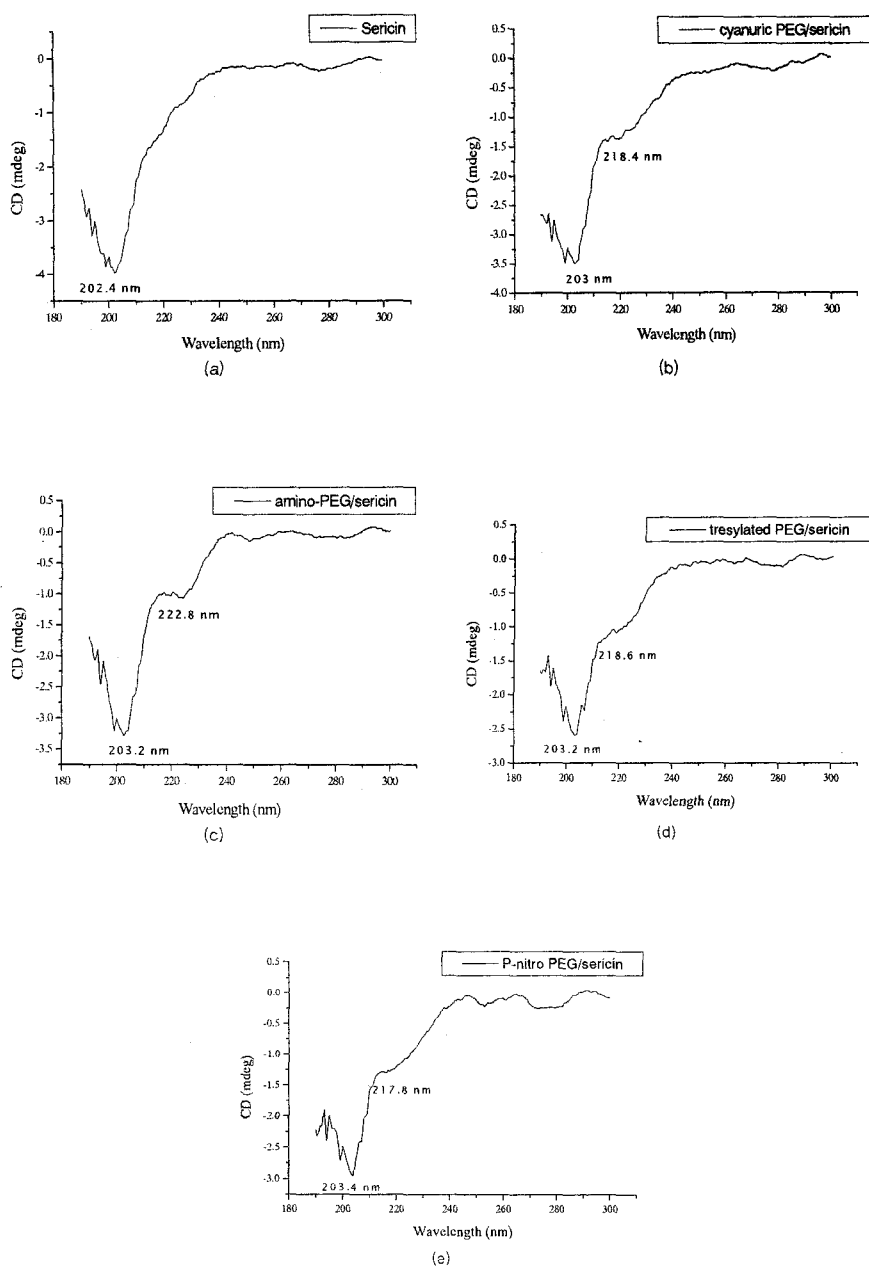 Sericin
0
-1
-2
-3
-4
CD (mdeg)
202.4 nm
180 200 220 240 260 280 300
Wavelength (nm)
(a)
cyanuric PEG/sericin
0.5
0.0
-0.5
-1.0
-1.5
-2.0
-2.5
-3.0
-3.5
-4.0
CD (mdeg)
218.4 nm
203 nm
180 200 220 240 260 280 300
Wavelength (nm)
(b)
amino-PEG/sericin
0.5
0.0
-0.5
-1.0
-1.5
-2.0
-2.5
-3.0
-3.5
CD (mdeg)
222.8 nm
203.2 nm
180 200 220 240 260 280 300
Wavelength (nm)
(c)
tresylated PEG/sericin
0.5
0.0
-0.5
-1.0
-1.5
-2.0
-2.5
-3.0
CD (mdeg)
218.6 nm
203.2 nm
180 200 220 240 260 280 300
Wavelength (nm)
(d)
P-nitro PEG/sericin
0.5
0.0
-0.5
-1.0
-1.5
-2.0
-2.5
-3.0
CD (mdeg)
217.8 nm
203.4 nm
180 200 220 240 260 280 300
Wavelength (nm)
(e)